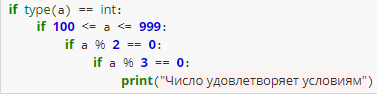 if type(a) == int:
    if 100 <= a <= 999:
        if a % 2 == 0:
            if a % 3 == 0:
                print("Число удовлетворяет условиям")